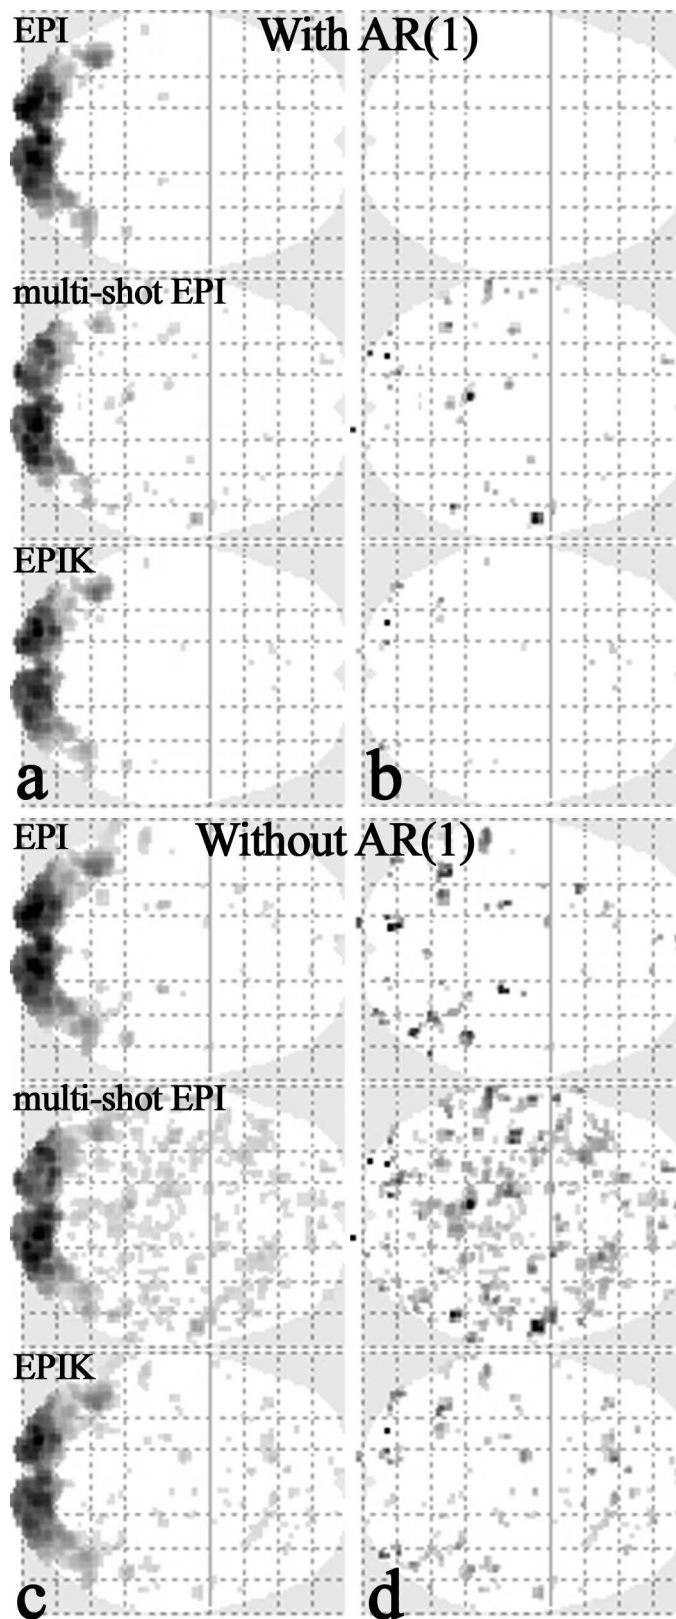 EPI
With AR(1)
multi-shot EPI
EPIK
a
b
EPI
Without AR(1)
multi-shot EPI
EPIK
c
d